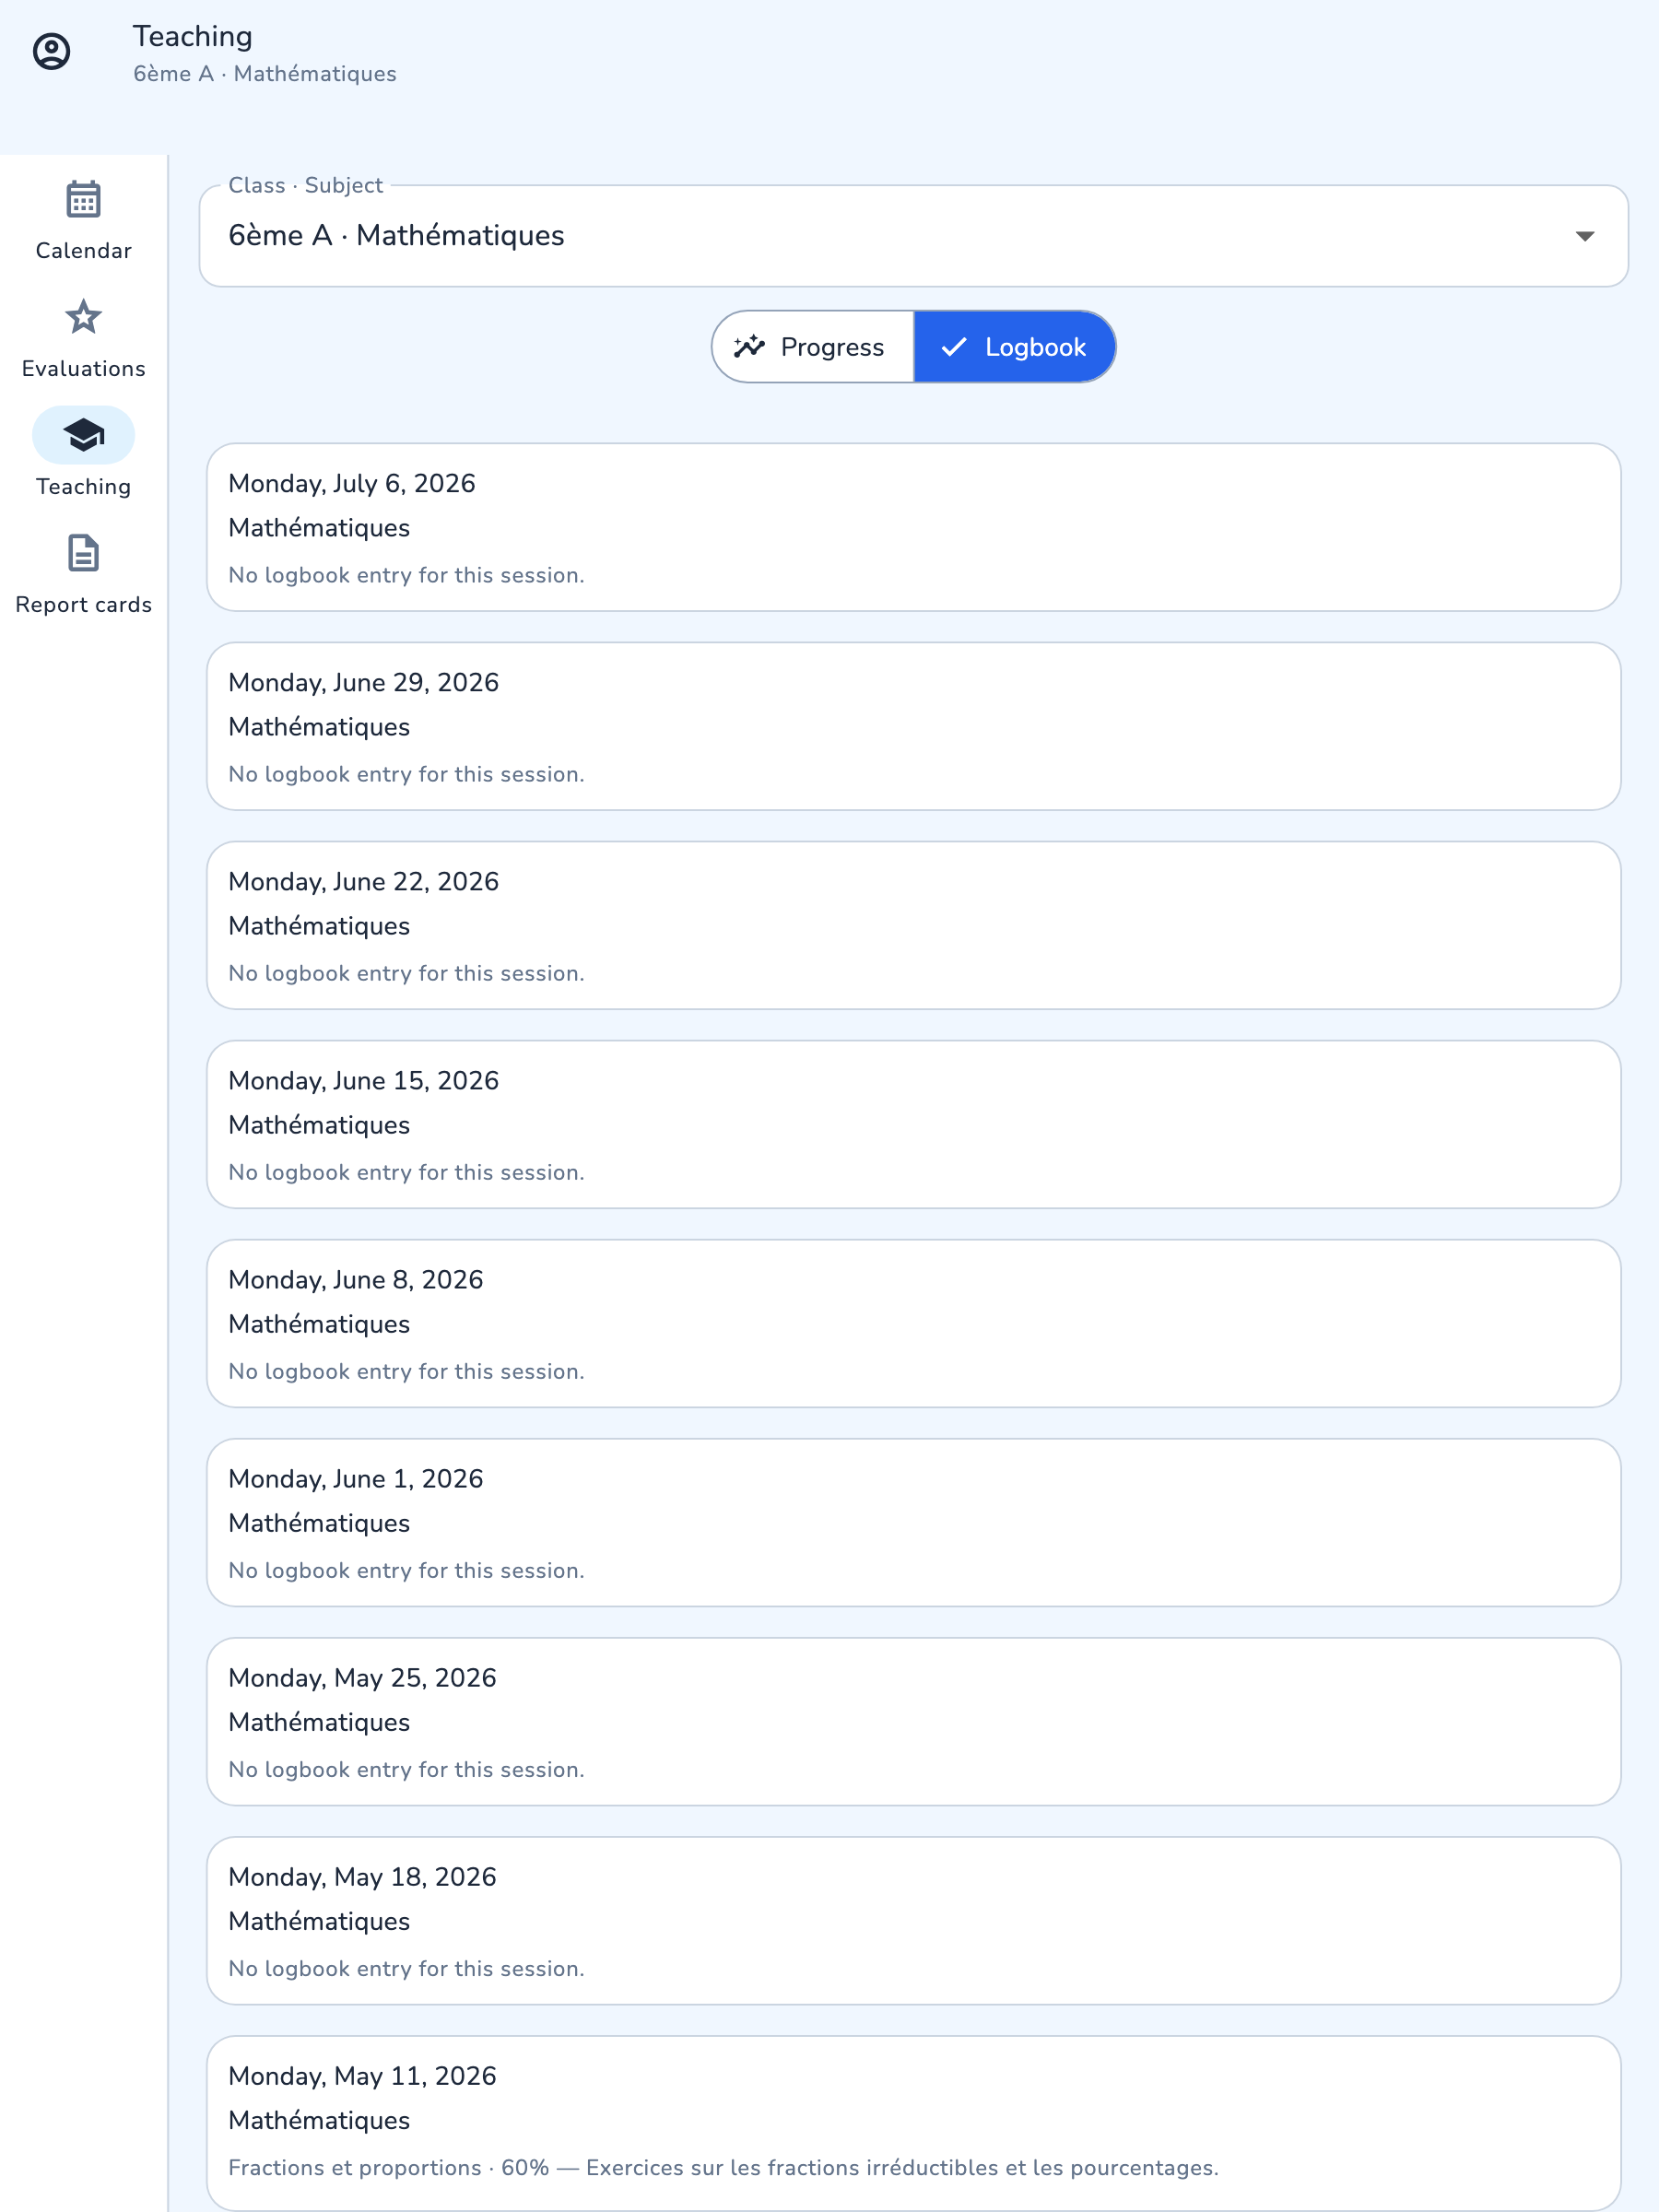 Teaching
6ème A · Mathématiques
Calendar
Evaluations
Teaching
Report cards
Class · Subject
6ème A · Mathématiques
Progress
Logbook
Monday, July 6, 2026
Mathématiques
No logbook entry for this session.
Monday, June 29, 2026
Mathématiques
No logbook entry for this session.
Monday, June 22, 2026
Mathématiques
No logbook entry for this session.
Monday, June 15, 2026
Mathématiques
No logbook entry for this session.
Monday, June 8, 2026
Mathématiques
No logbook entry for this session.
Monday, June 1, 2026
Mathématiques
No logbook entry for this session.
Monday, May 25, 2026
Mathématiques
No logbook entry for this session.
Monday, May 18, 2026
Mathématiques
No logbook entry for this session.
Monday, May 11, 2026
Mathématiques
Fractions et proportions · 60% — Exercices sur les fractions irréductibles et les pourcentages.